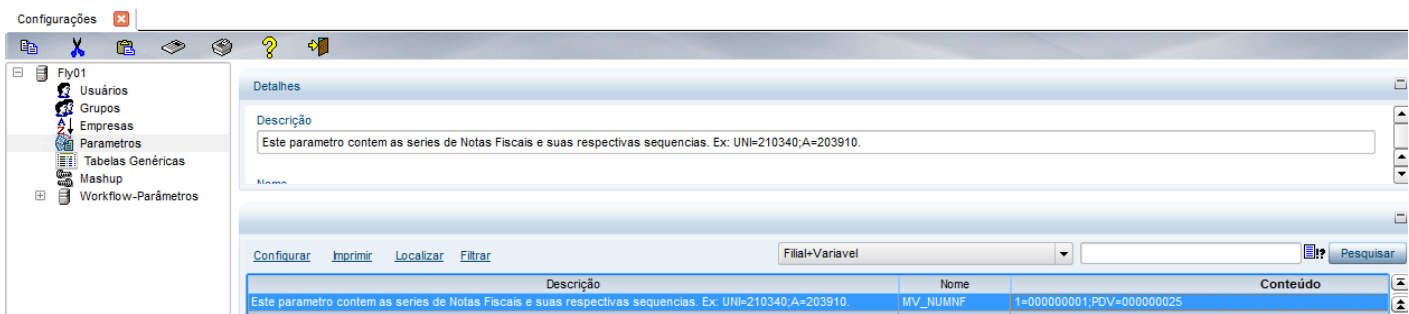 Configurações
Fly01
Usuários
Grupos
Empresas
Parametros
Tabelas Genéricas
Mashup
Workflow-Parâmetros
Detalhes
Descrição
Este parametro contem as series de Notas Fiscais e suas respectivas sequencias. Ex: UNI=210340;A=203910.
Nome
Configurar Imprimir Localizar Filtrar Filial+Variavel Pesquisar
Descrição Nome Conteúdo
Este parametro contem as series de Notas Fiscais e suas respectivas sequencias. Ex: UNI=210340;A=203910. MV_NUMNF 1=000000001;PDV=000000025